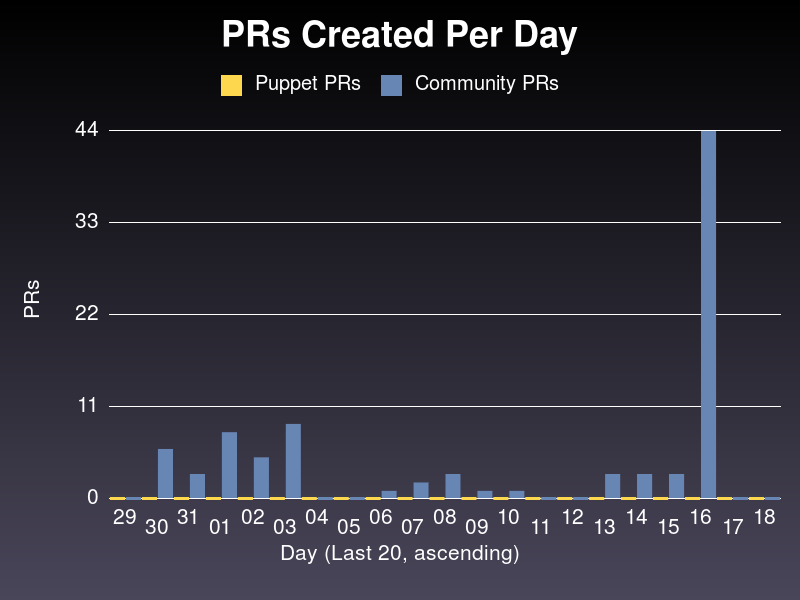 PRs Created Per Day
Puppet PRs Community PRs
44
33
22
11
0
PRs
29 30 31 01 02 03 04 05 06 07 08 09 10 11 12 13 14 15 16 17 18
Day (Last 20, ascending)